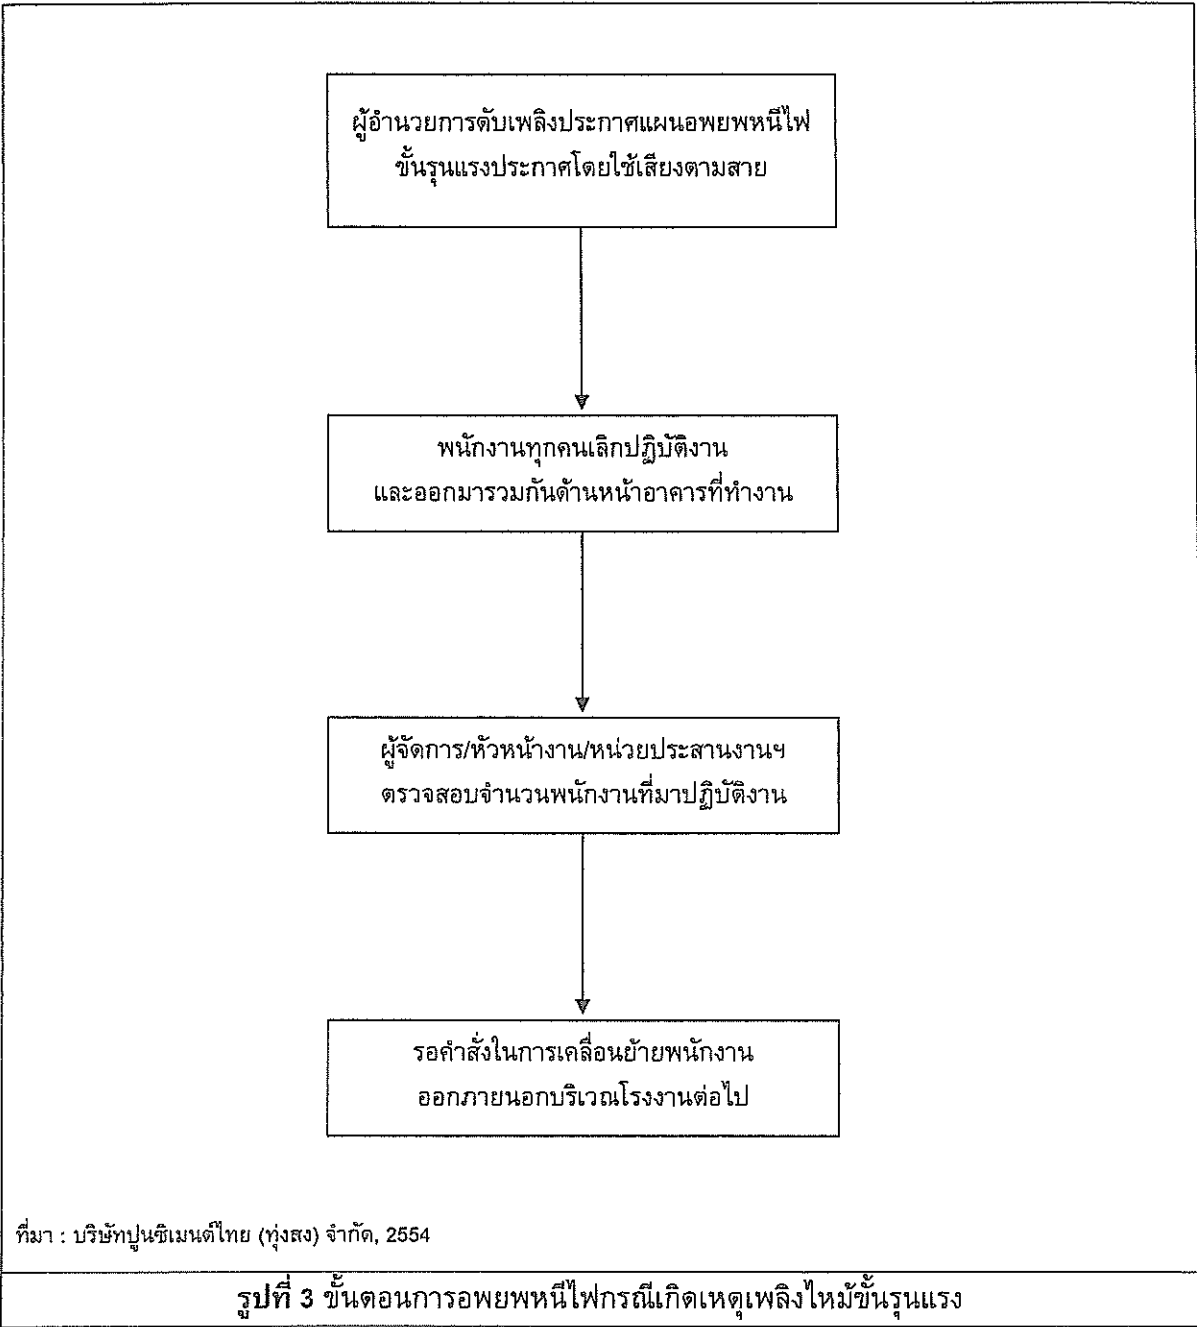 ผู้อำนวยการดับเพลิงประกาศแผนอพยพหนีไฟ
ขั้นรุนแรงประกาศโดยใช้เสียงตามสาย
พนักงานทุกคนเลิกปฏิบัติงาน
และออกมารวมกันด้านหน้าอาคารที่ทำงาน
ผู้จัดการ/หัวหน้างาน/หน่วยประสานงานฯ
ตรวจสอบจำนวนพนักงานที่มาปฏิบัติงาน
รอคำสั่งในการเคลื่อนย้ายพนักงาน
ออกภายนอกบริเวณโรงงานต่อไป
ที่มา : บริษัทปูนซิเมนต์ไทย (ทุ่งสง) จำกัด, 2554
รูปที่ 3 ขั้นตอนการอพยพหนีไฟกรณีเกิดเหตุเพลิงไหม้ขั้นรุนแรง